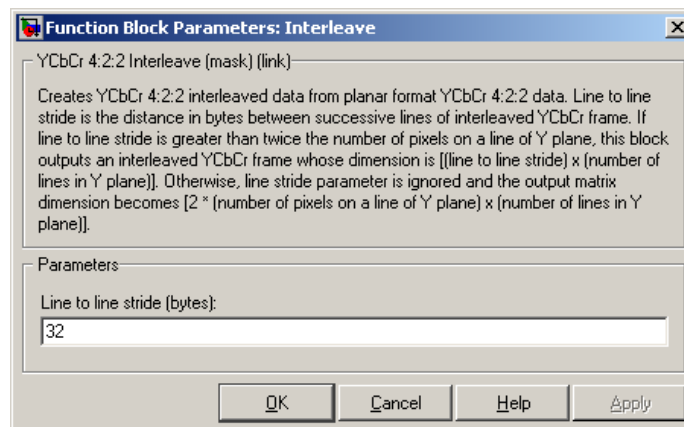 Function Block Parameters: Interleave
YCbCr 4:2:2 Interleave (mask) (link)
Creates YCbCr 4:2:2 interleaved data from planar format YCbCr 4:2:2 data. Line to line
stride is the distance in bytes between successive lines of interleaved YCbCr frame. If
line to line stride is greater than twice the number of pixels on a line of Y plane, this block
outputs an interleaved YCbCr frame whose dimension is [(line to line stride) x (number of
lines in Y plane)]. Otherwise, line stride parameter is ignored and the output matrix
dimension becomes [2 * (number of pixels on a line of Y plane) x (number of lines in Y
plane)].
Parameters
Line to line stride (bytes):
32
OK Cancel Help Apply